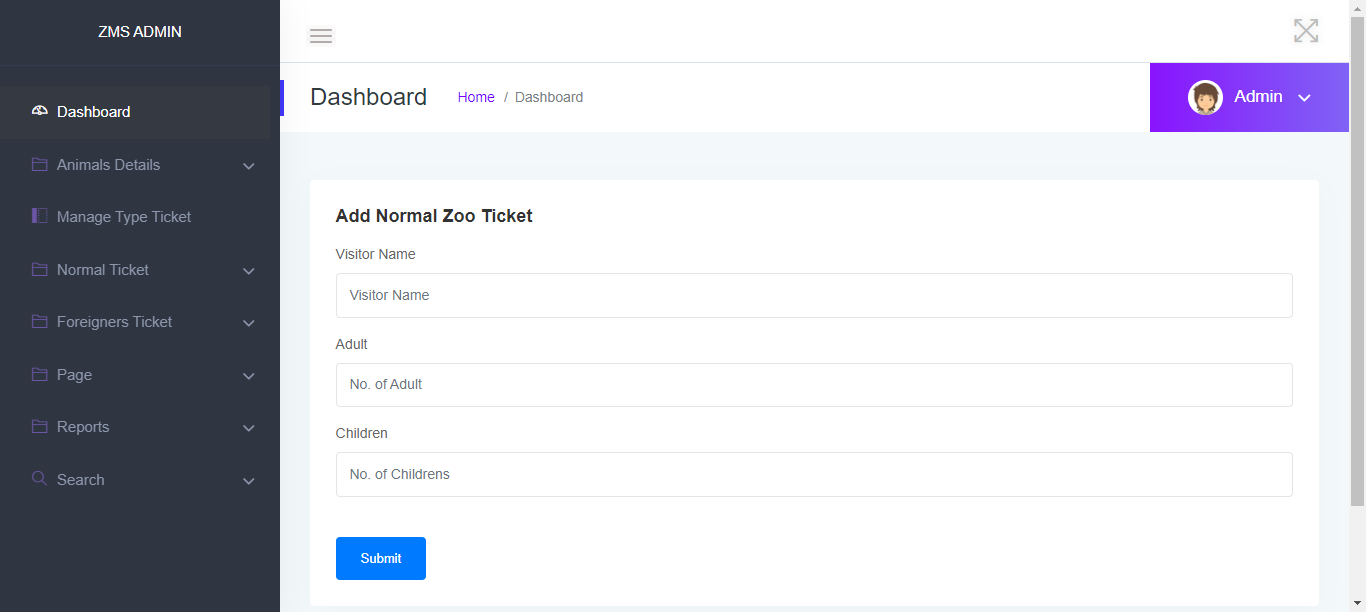 ZMS ADMIN
Dashboard
Animals Details
Manage Type Ticket
Normal Ticket
Foreigners Ticket
Page
Reports
Search
Dashboard
Home / Dashboard
Admin
Add Normal Zoo Ticket
Visitor Name
Visitor Name
Adult
No. of Adult
Children
No. of Childrens
Submit